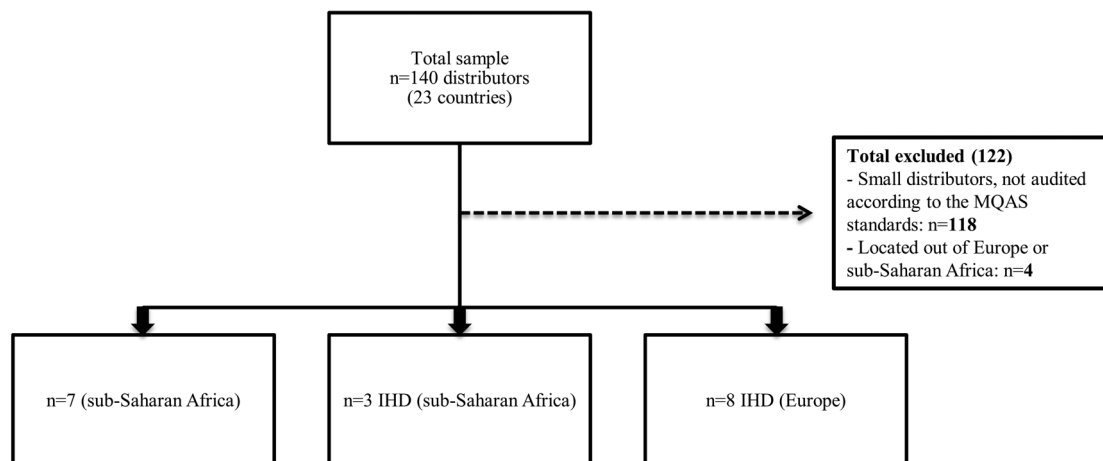 Total sample
n=140 distributors
(23 countries)
Total excluded (122)
- Small distributors, not audited
according to the MQAS
standards: n=118
- Located out of Europe or
sub-Saharan Africa: n=4
n=7 (sub-Saharan Africa)
n=3 IHD (sub-Saharan Africa)
n=8 IHD (Europe)